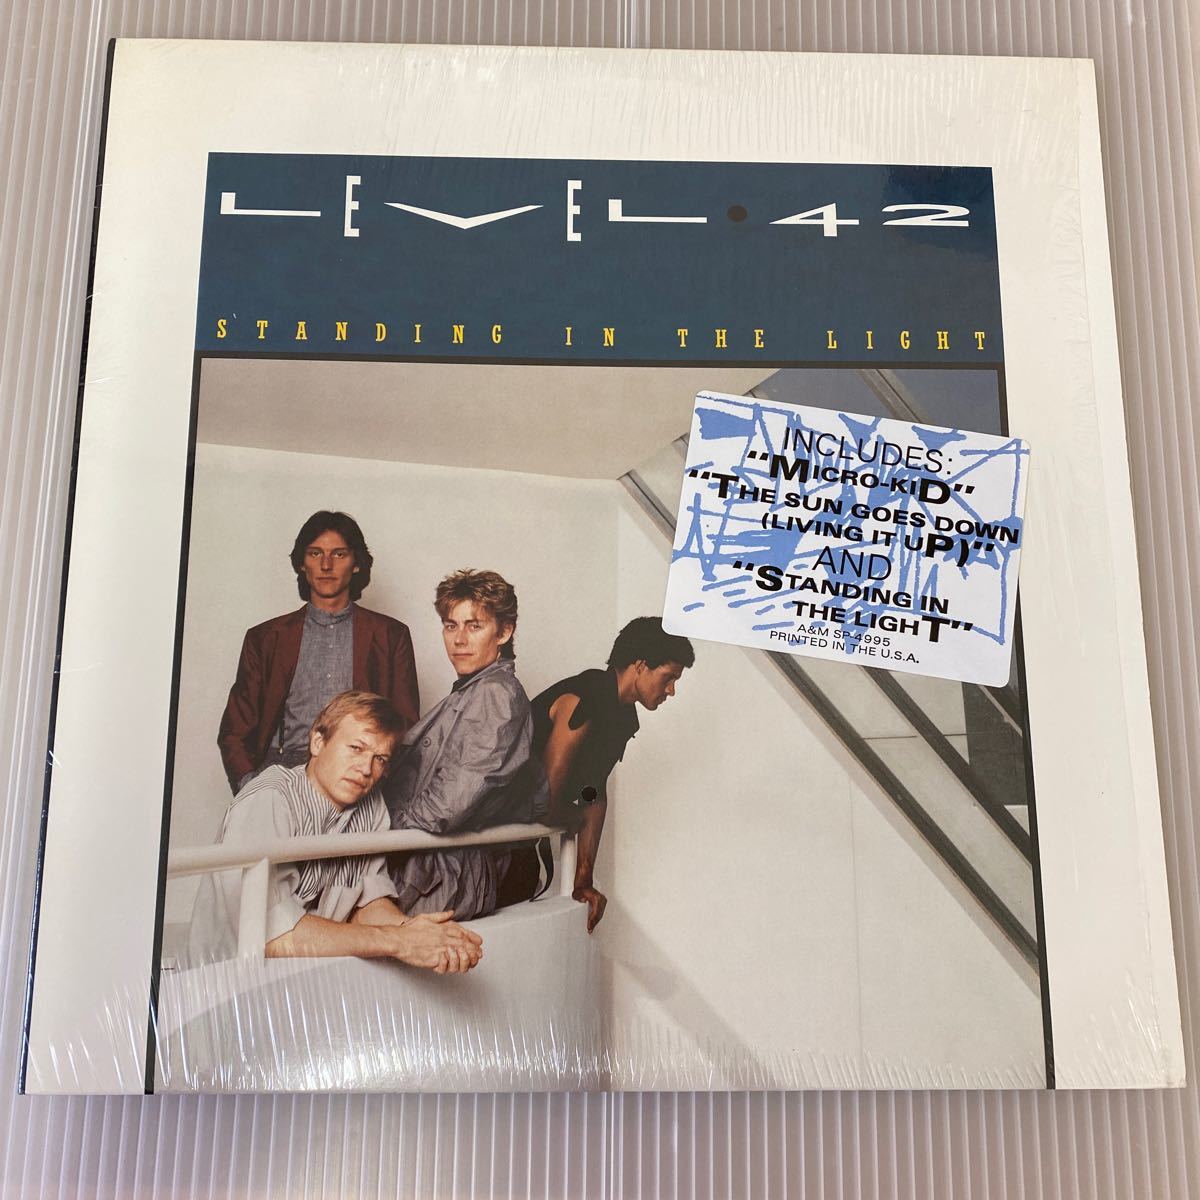 LEVEL·42
STANDING IN THE LIGHT
INCLUDES:
"MICRO-KiD"
"THE SUN GOES DOWN
(LIVING IT uP)"
AND
"STANDING IN
THE LIGHT"
A&M SP-4995
PRINTED IN THE U.S.A.